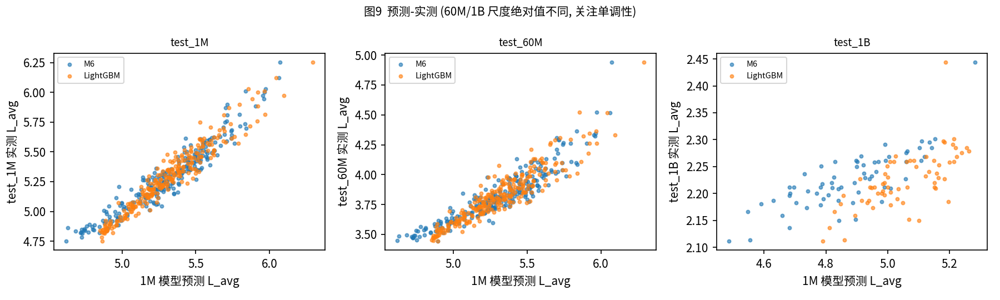 图9 预测-实测 (60M/1B 尺度绝对值不同, 关注单调性)
test_1M
M6
LightGBM
6.25
6.00
5.75
5.50
5.25
5.00
4.75
test_1M 实测 L_avg
5.0 5.5 6.0
1M 模型预测 L_avg
test_60M
M6
LightGBM
5.00
4.75
4.50
4.25
4.00
3.75
3.50
test_60M 实测 L_avg
5.0 5.5 6.0
1M 模型预测 L_avg
test_1B
M6
LightGBM
2.45
2.40
2.35
2.30
2.25
2.20
2.15
2.10
test_1B 实测 L_avg
4.6 4.8 5.0 5.2
1M 模型预测 L_avg